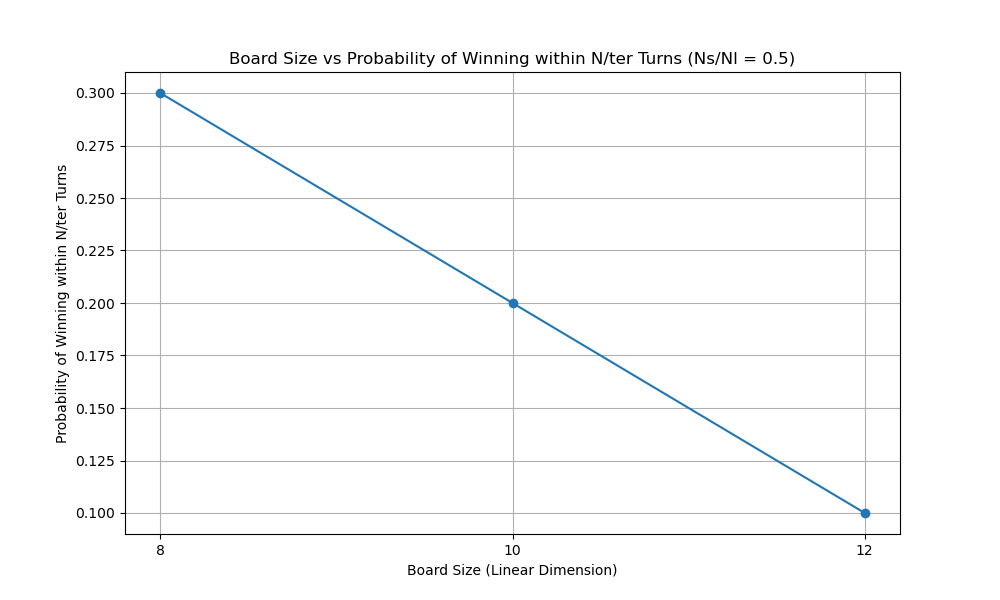 Board Size vs Probability of Winning within N/ter Turns (Ns/Nl = 0.5)
Probability of Winning within N/ter Turns
0.300
0.275
0.250
0.225
0.200
0.175
0.150
0.125
0.100
8 10 12
Board Size (Linear Dimension)